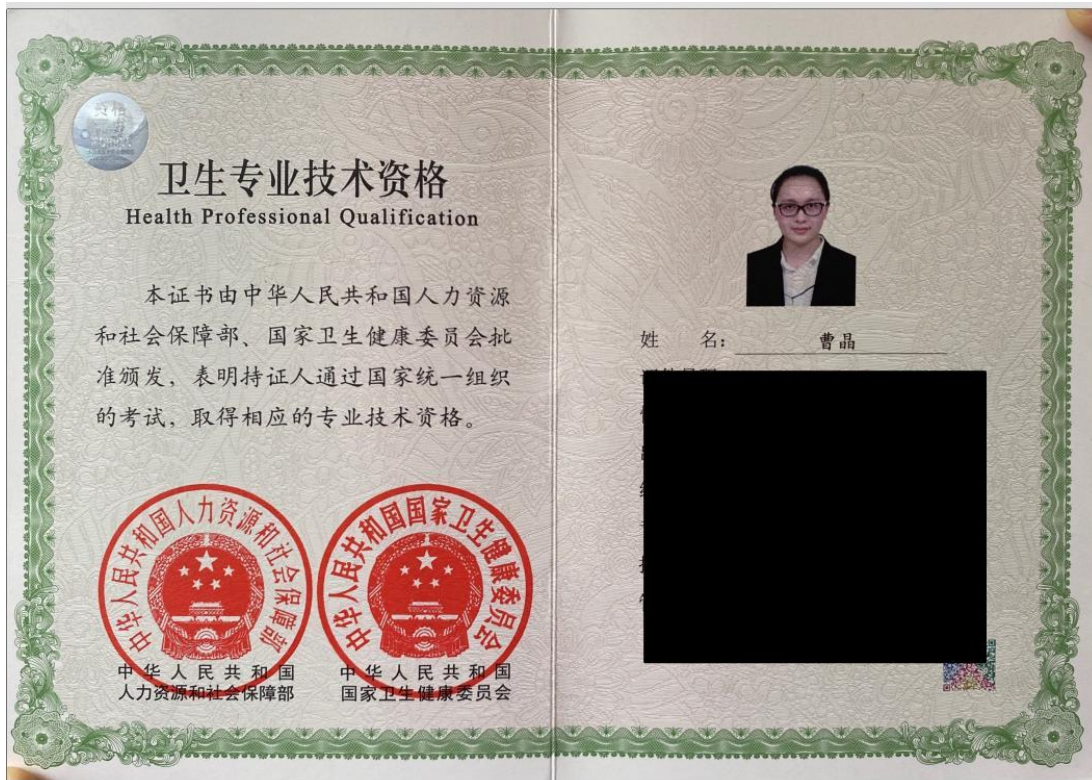 卫生专业技术资格
Health Professional Qualification
本证书由中华人民共和国人力资源
和社会保障部、国家卫生健康委员会批
准颁发，表明持证人通过国家统一组织
的考试，取得相应的专业技术资格。
中华人民共和国人力资源和社会保障部
中华人民共和国国家卫生健康委员会
中华人民共和国
人力资源和社会保障部
中华人民共和国
国家卫生健康委员会
姓 名： 曹晶